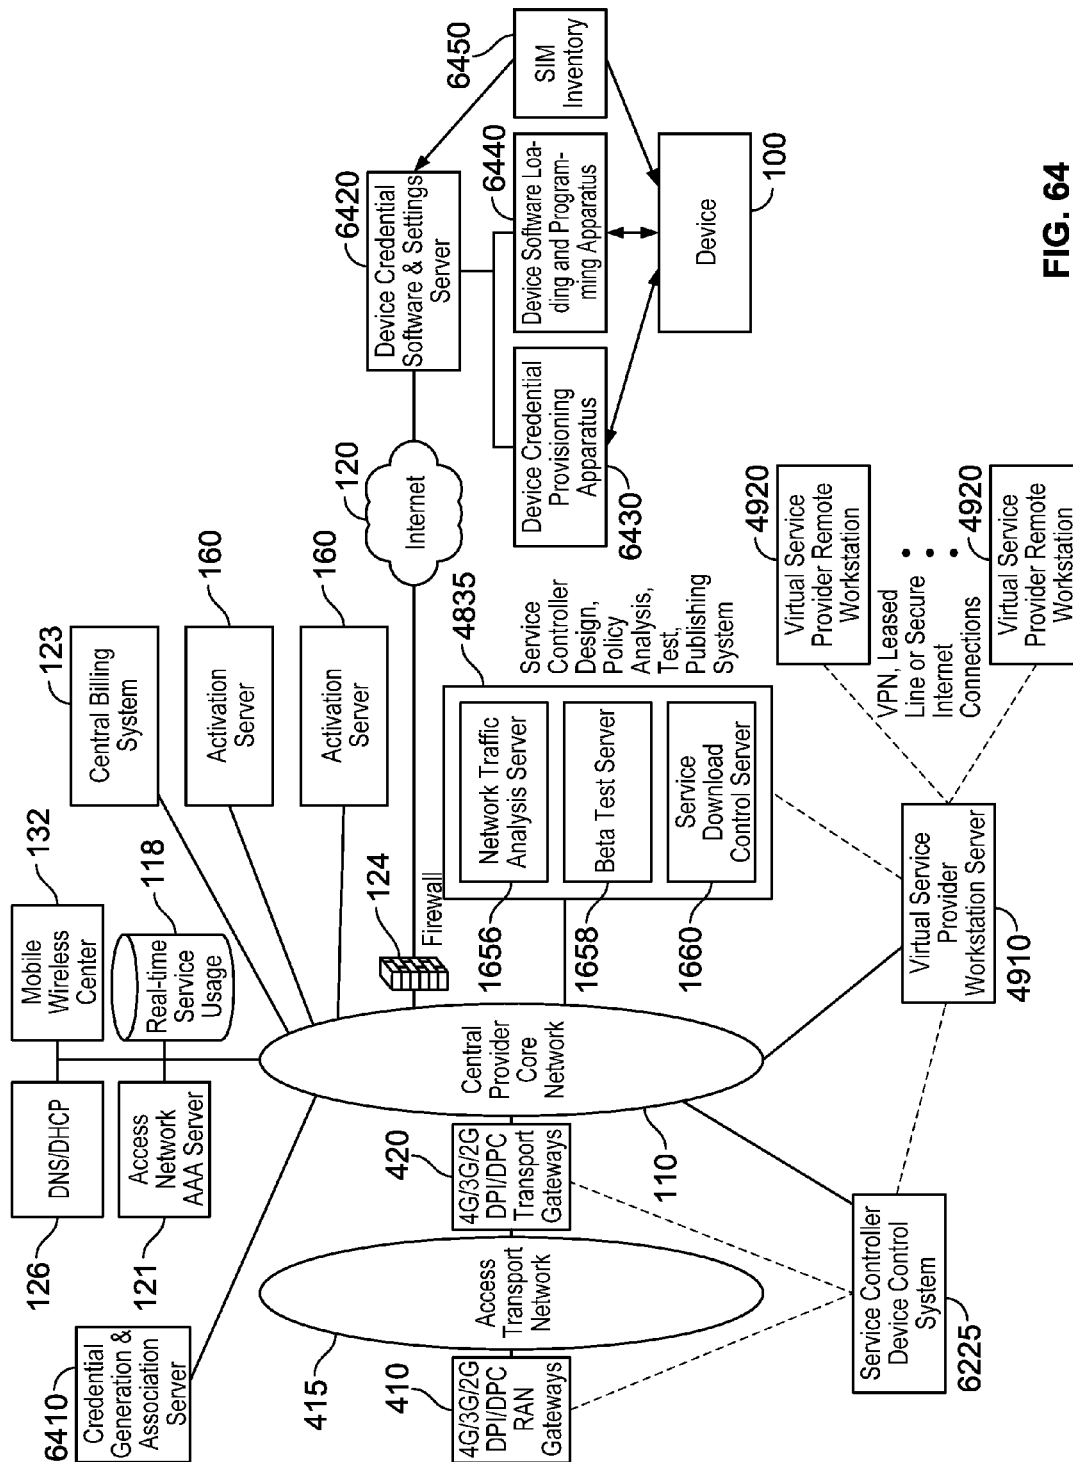 6410
Credential
Generation &
Association
Server
126
DNS/DHCP
121
Access
Network
AAA Server
Mobile
Wireless
Center
132
Real-time
Service
Usage
118
Central Billing
System
123
Activation
Server
160
Activation
Server
160
415
Access
Transport
Network
410
4G/3G/2G
DPI/DPC
RAN
Gateways
420
4G/3G/2G
DPI/DPC
Transport
Gateways
Central
Provider
Core
Network
110
124
Firewall
Internet
120
Device Credential
Software & Settings
Server
6420
Device Credential
Provisioning
Apparatus
6430
Device Software Loa-
ding and Program-
ming Apparatus
6440
SIM
Inventory
6450
Device
100
4835
Service
Controller
Design,
Policy
Analysis,
Test,
Publishing
System
Network Traffic
Analysis Server
1656
Beta Test Server
1658
Service
Download
Control Server
1660
Service Controller
Device Control
System
6225
Virtual Service
Provider
Workstation Server
4910
Virtual Service
Provider Remote
Workstation
4920
VPN, Leased
Line or Secure
Internet
Connections
Virtual Service
Provider Remote
Workstation
4920
FIG. 64